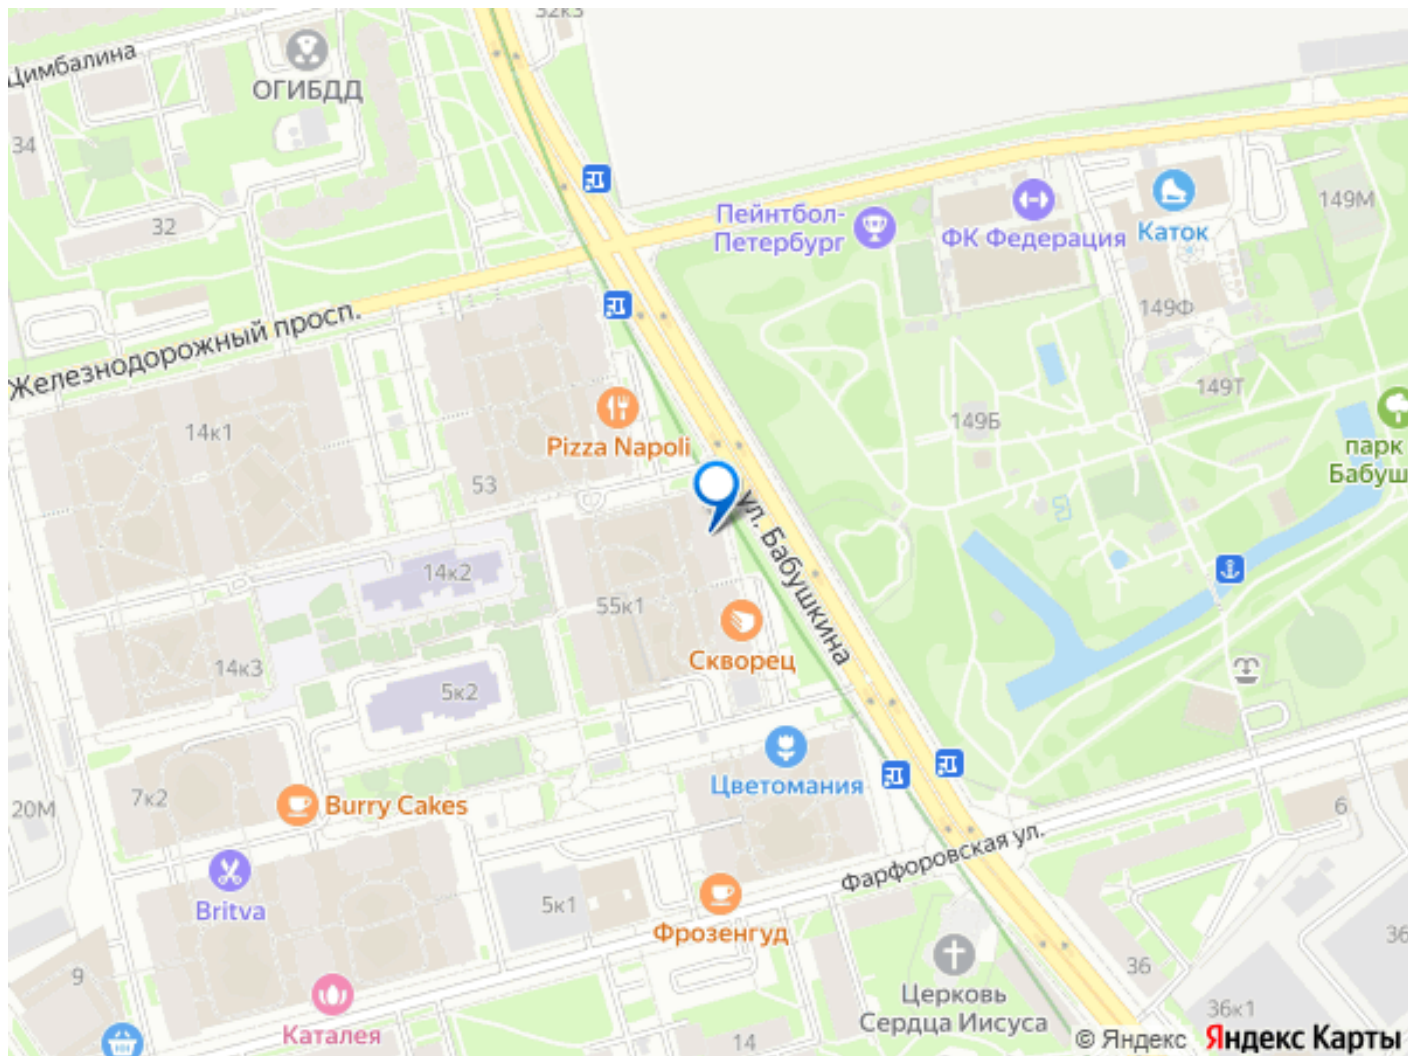 32к3
Цимбалина
ОГИБДД
34
32
Пейнтбол-
Петербург
ФК Федерация
Каток
149М
149Ф
Железнодорожный просп.
149Т
149Б
парк
Бабуш
14к1
Pizza Napoli
53
ул. Бабушкина
14к2
55к1
14к3
Скворец
5к2
Цветомания
7к2
20М
Burry Cakes
6
Фарфоровская ул.
Britva
5к1
Фрозенгуд
9
36
36
Церковь
Сердца Иисуса
36к1
Каталея
14
© Яндекс Яндекс Карты